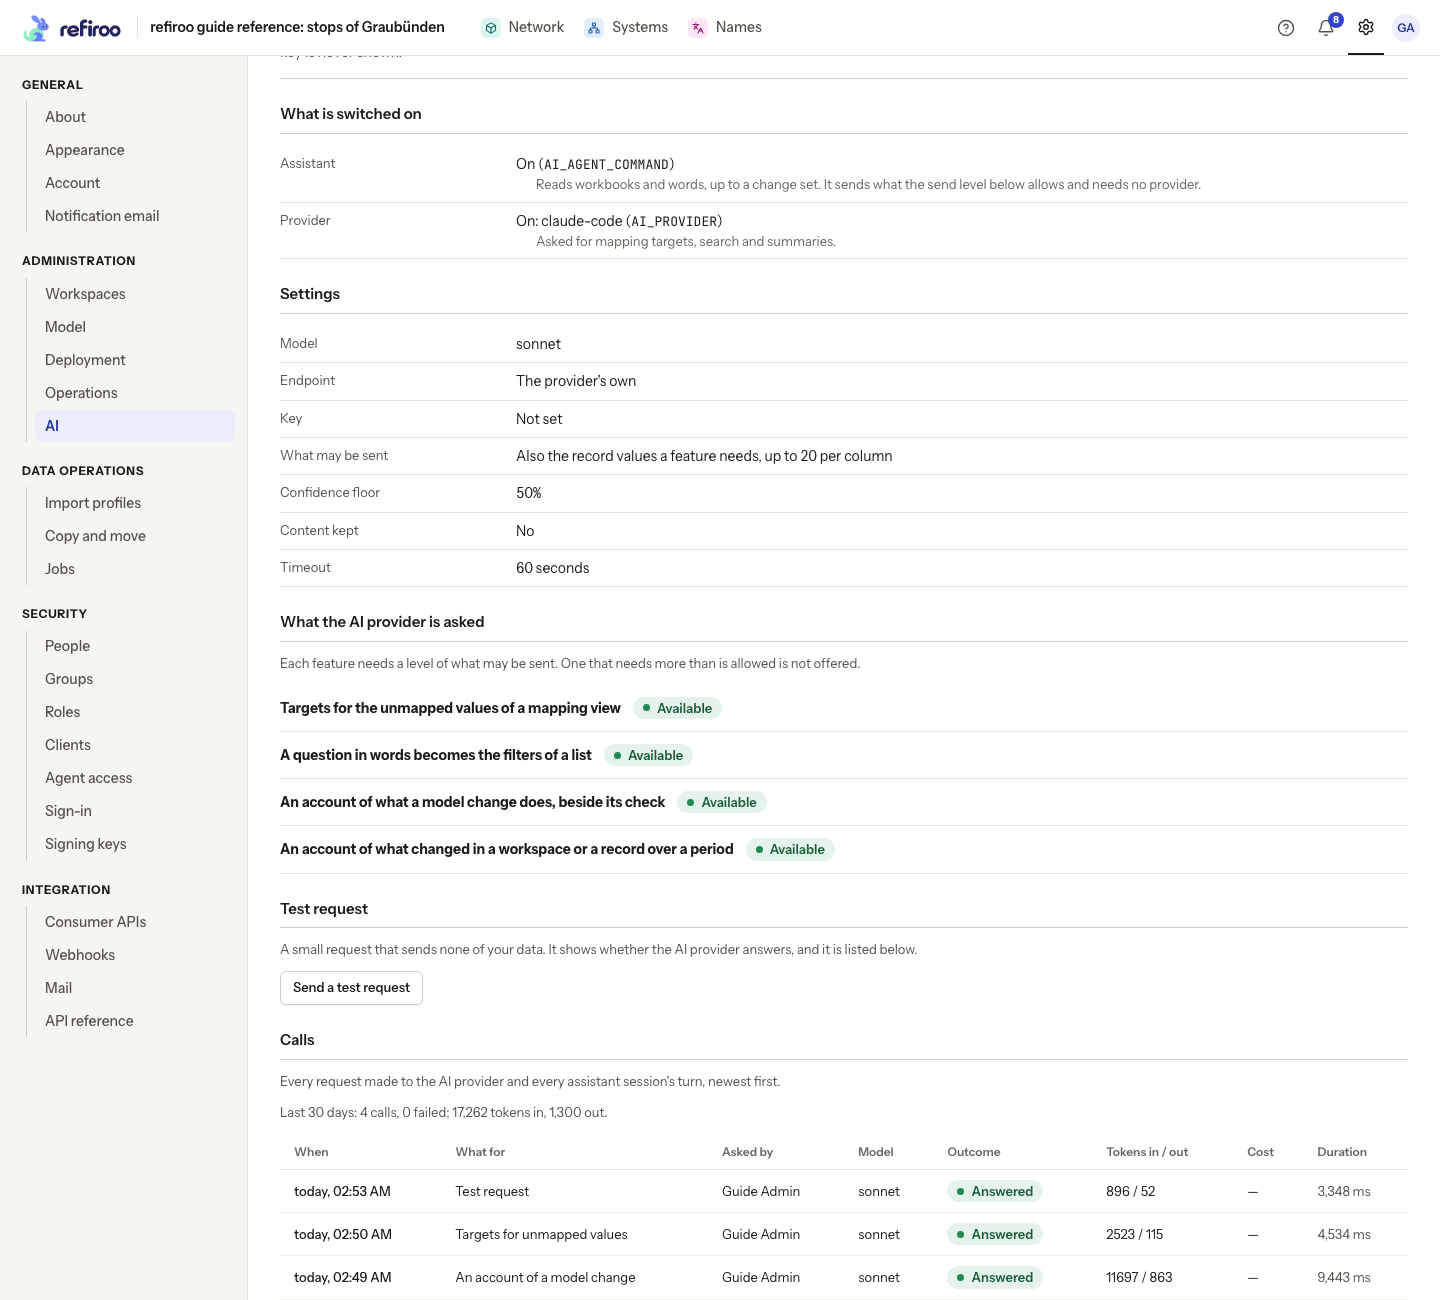 refiroo
refiroo guide reference: stops of Graubünden
Network
Systems
Names
8
GA
GENERAL
About
Appearance
Account
Notification email
ADMINISTRATION
Workspaces
Model
Deployment
Operations
AI
DATA OPERATIONS
Import profiles
Copy and move
Jobs
SECURITY
People
Groups
Roles
Clients
Agent access
Sign-in
Signing keys
INTEGRATION
Consumer APIs
Webhooks
Mail
API reference
What is switched on
Assistant
On (AI_AGENT_COMMAND)
Reads workbooks and words, up to a change set. It sends what the send level below allows and needs no provider.
Provider
On: claude-code (AI_PROVIDER)
Asked for mapping targets, search and summaries.
Settings
Model sonnet
Endpoint The provider's own
Key Not set
What may be sent Also the record values a feature needs, up to 20 per column
Confidence floor 50%
Content kept No
Timeout 60 seconds
What the AI provider is asked
Each feature needs a level of what may be sent. One that needs more than is allowed is not offered.
Targets for the unmapped values of a mapping view Available
A question in words becomes the filters of a list Available
An account of what a model change does, beside its check Available
An account of what changed in a workspace or a record over a period Available
Test request
A small request that sends none of your data. It shows whether the AI provider answers, and it is listed below.
Send a test request
Calls
Every request made to the AI provider and every assistant session's turn, newest first.
Last 30 days: 4 calls, 0 failed; 17,262 tokens in, 1,300 out.
When What for Asked by Model Outcome Tokens in / out Cost Duration
today, 02:53 AM Test request Guide Admin sonnet Answered 896 / 52 — 3,348 ms
today, 02:50 AM Targets for unmapped values Guide Admin sonnet Answered 2523 / 115 — 4,534 ms
today, 02:49 AM An account of a model change Guide Admin sonnet Answered 11697 / 863 — 9,443 ms